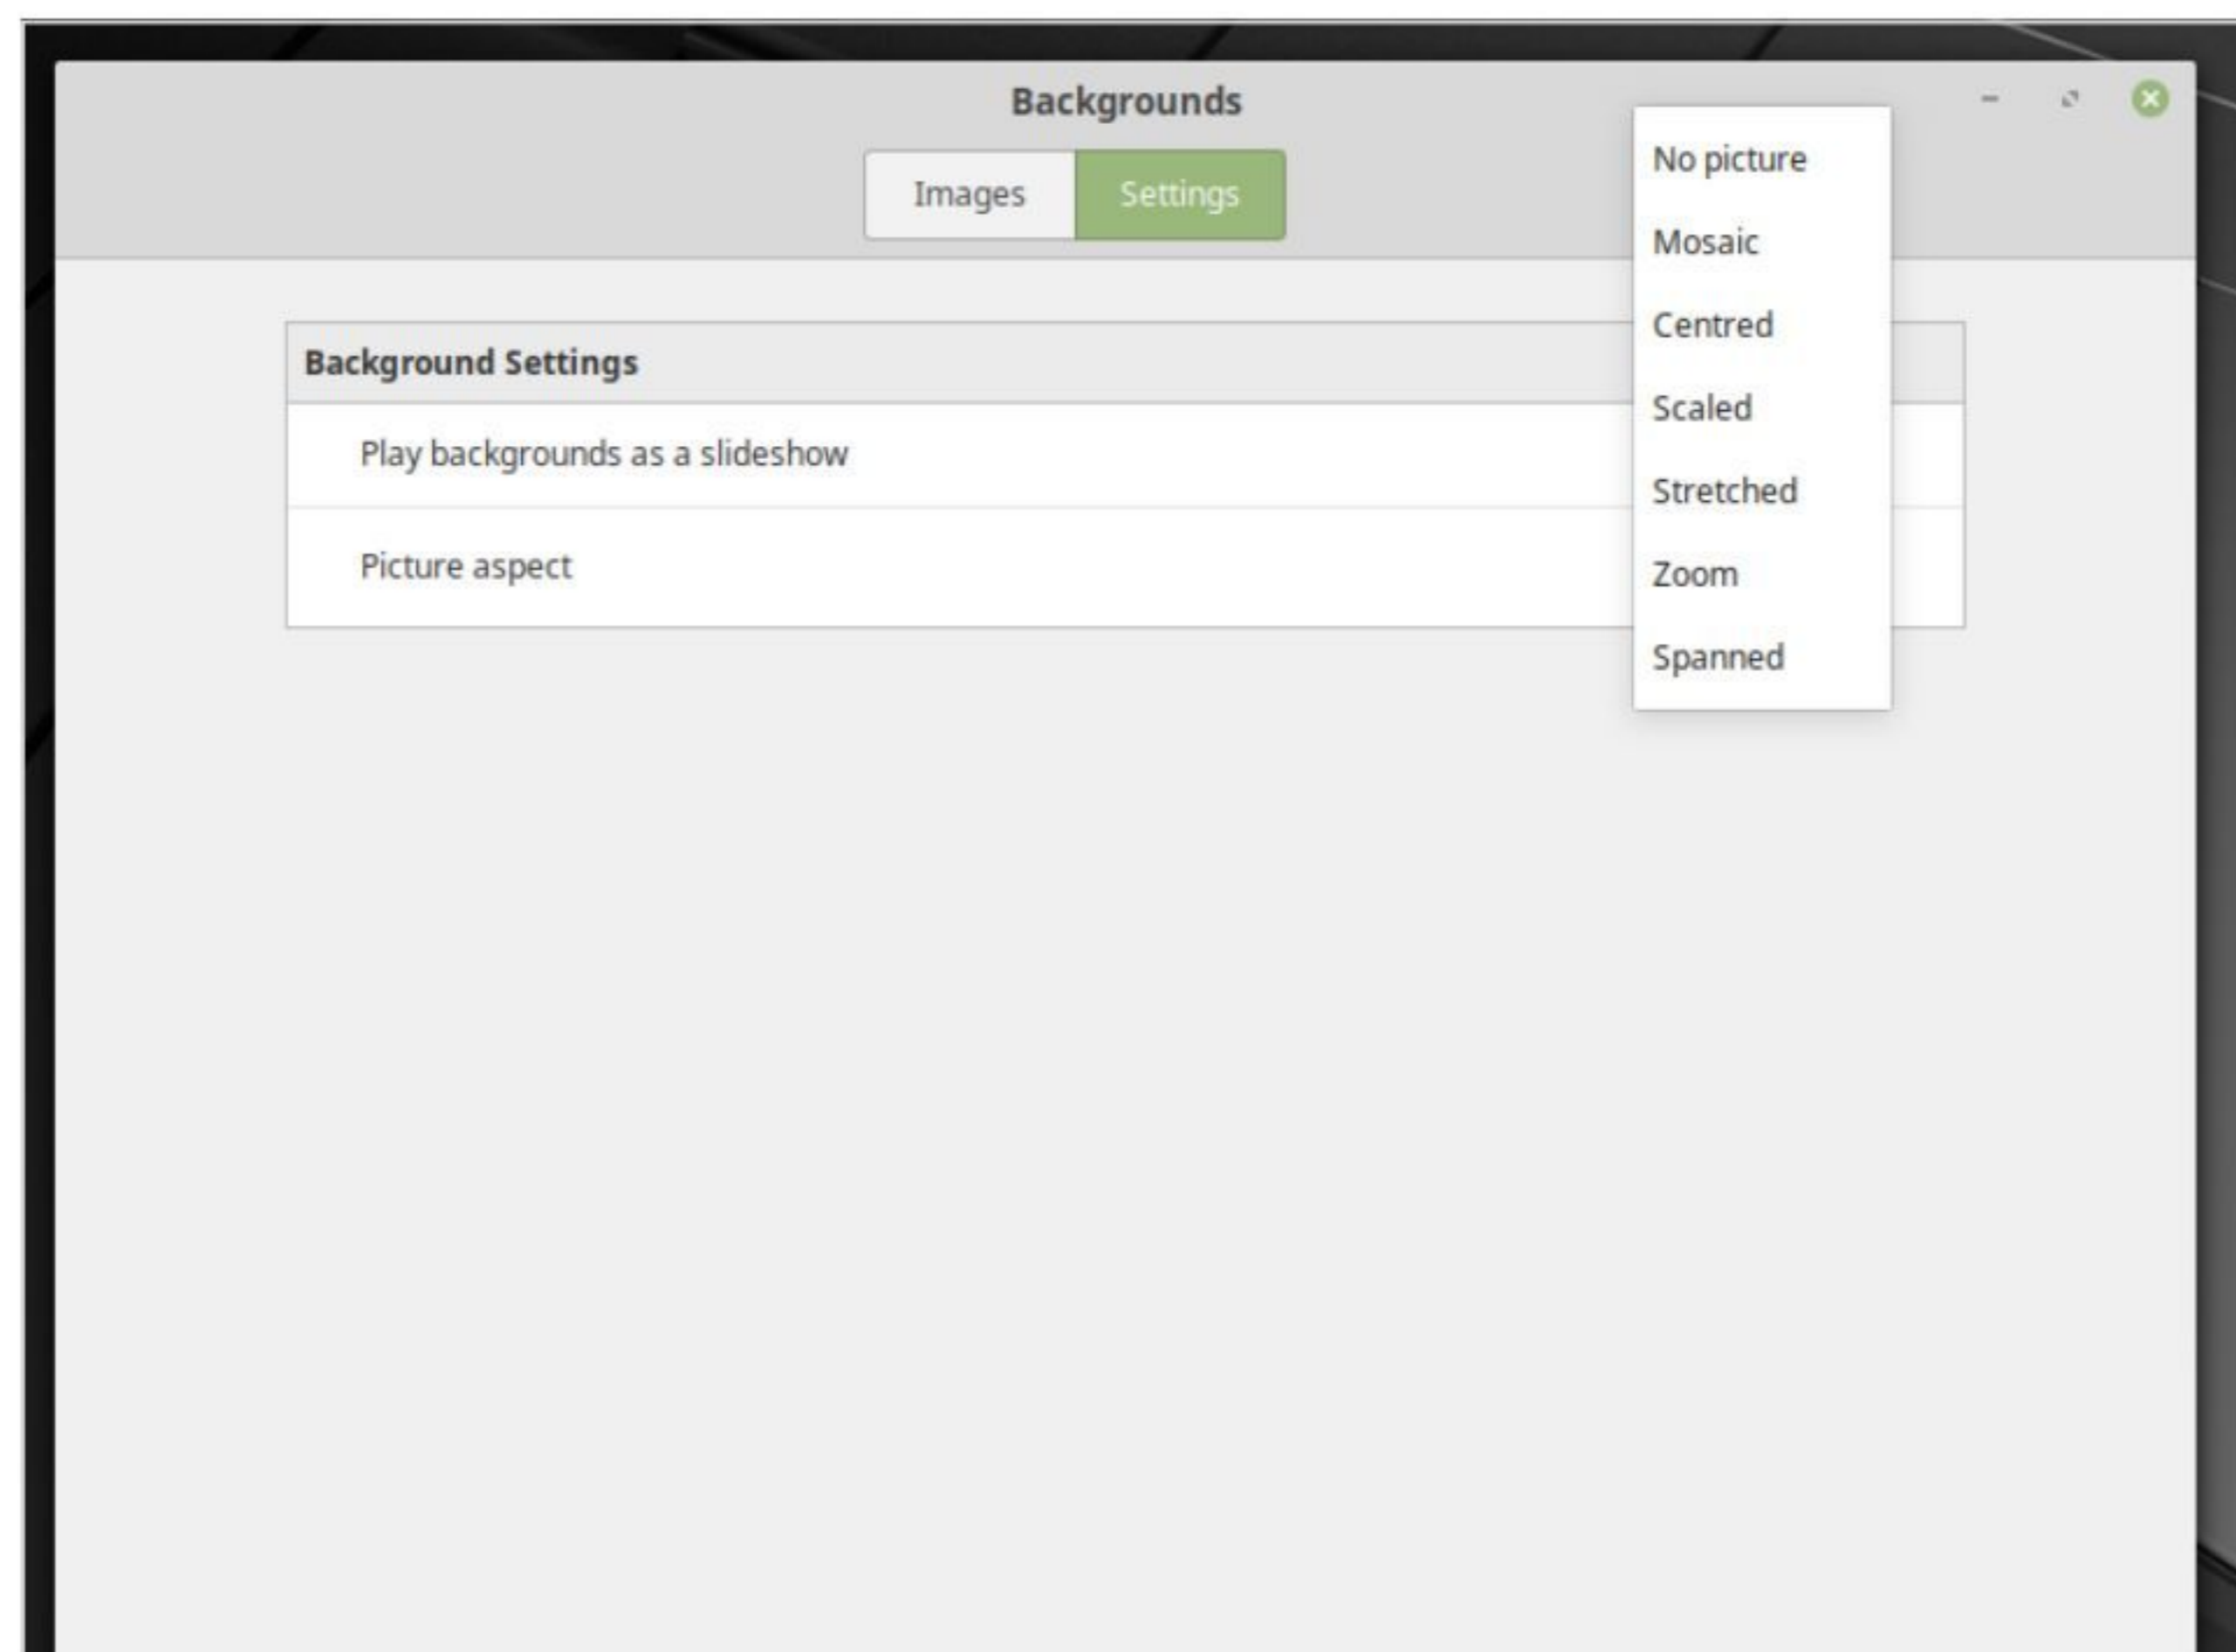 Backgrounds
Images
Settings
Background Settings
Play backgrounds as a slideshow
Picture aspect
No picture
Mosaic
Centred
Scaled
Stretched
Zoom
Spanned